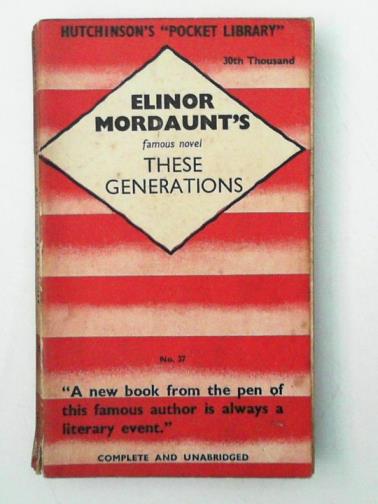 HUTCHINSON'S "POCKET LIBRARY"
30th Thousand
ELINOR
MORDAUNT'S
famous novel
THESE
GENERATIONS
No. 37
"A new book from the pen of
this famous author is always a
literary event."
COMPLETE AND UNABRIDGED